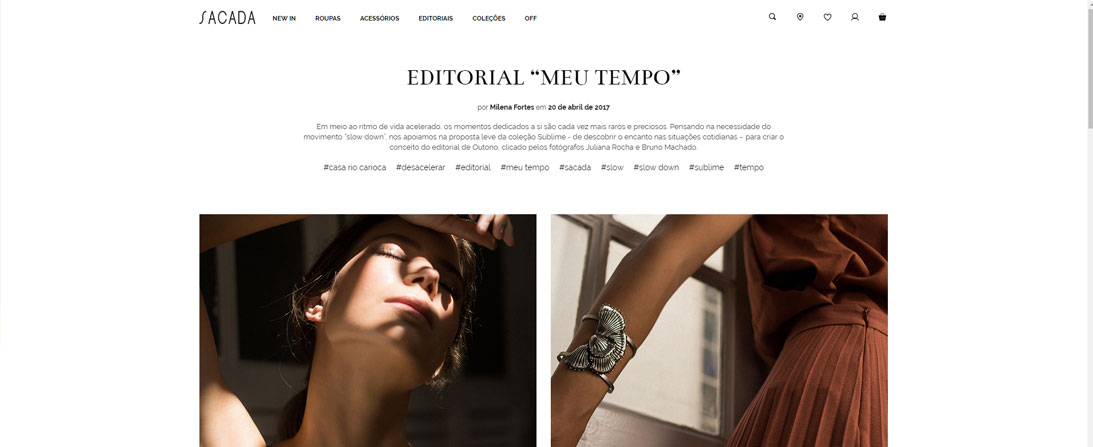 SACADA NEW IN ROUPAS ACESSÓRIOS EDITORIAIS COLEÇÕES OFF
EDITORIAL “MEU TEMPO”
por Milena Fortes em 20 de abril de 2017
Em meio ao ritmo de vida acelerado, os momentos dedicados a si são cada vez mais raros e preciosos. Pensando na necessidade do
movimento “slow down”, nos apoiamos na proposta leve da coleção Sublime - de descobrir o encanto nas situações cotidianas – para criar o
conceito do editorial de Outono, clicado pelos fotógrafos Juliana Rocha e Bruno Machado.
#casa rio carioca #desacelerar #editorial #meu tempo #sacada #slow #slow down #sublime #tempo